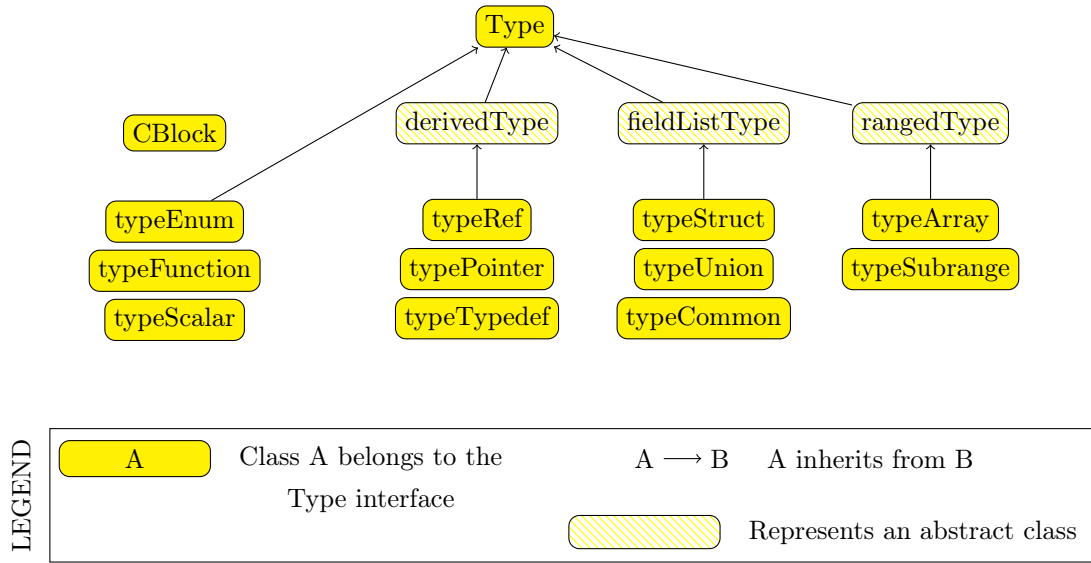 Type
derivedType fieldListType rangedType
CBlock
typeEnum typeRef typeStruct typeArray
typeFunction typePointer typeUnion typeSubrange
typeScalar typeTypedef typeCommon
LEGEND
A Class A belongs to the A B A inherits from B
Type interface
Represents an abstract class